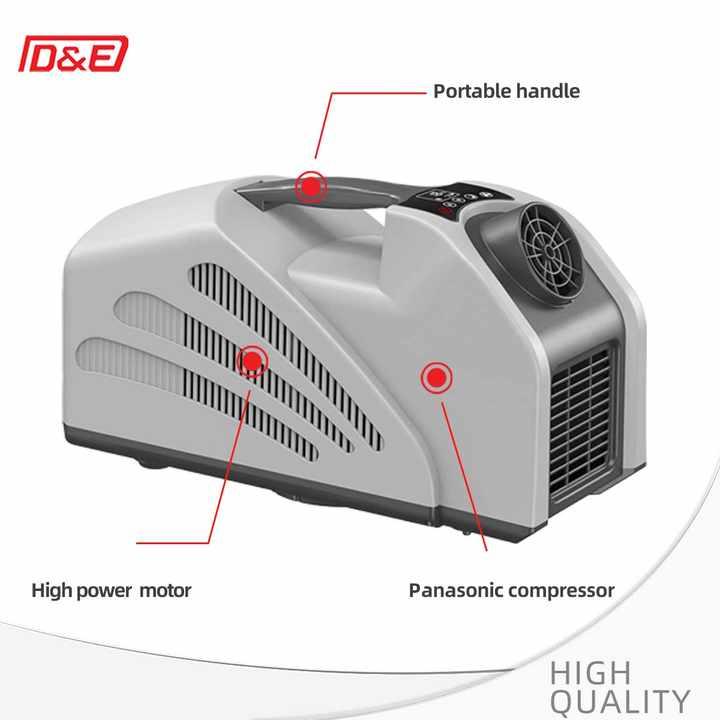 D&E
Portable handle
High power motor
Panasonic compressor
HIGH
QUALITY